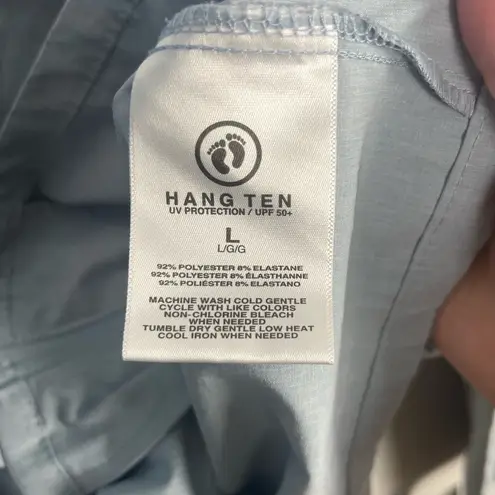 HANG TEN
UV PROTECTION / UPF 50+
L
L/G/G
92% POLYESTER 8% ELASTANE
92% POLYESTER 8% ÉLASTHANNE
92% POLIÉSTER 8% ELASTANO
MACHINE WASH COLD GENTLE
CYCLE WITH LIKE COLORS
NON-CHLORINE BLEACH
WHEN NEEDED
TUMBLE DRY GENTLE LOW HEAT
COOL IRON WHEN NEEDED